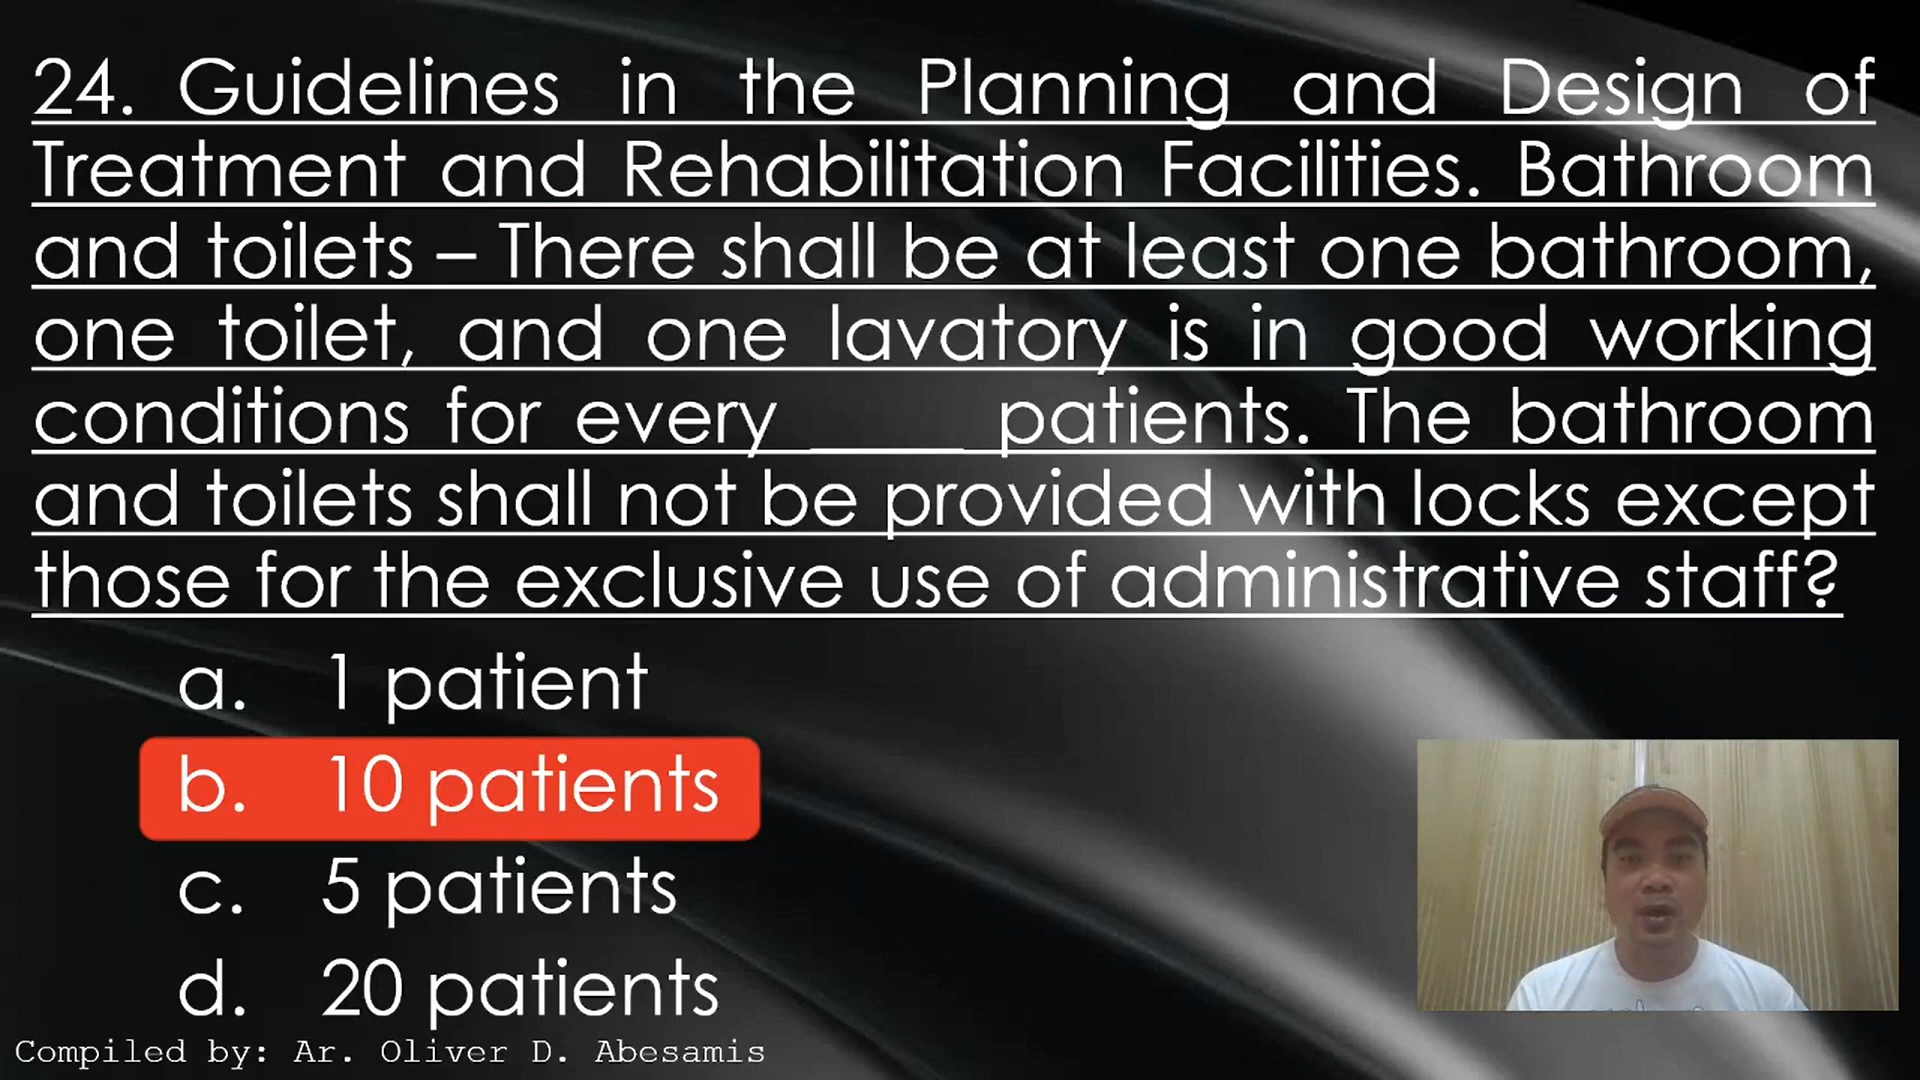 24. Guidelines in the Planning and Design of
Treatment and Rehabilitation Facilities. Bathroom
and toilets – There shall be at least one bathroom,
one toilet, and one lavatory is in good working
conditions for every ____ patients. The bathroom
and toilets shall not be provided with locks except
those for the exclusive use of administrative staff?
a. 1 patient
b. 10 patients
c. 5 patients
d. 20 patients
Compiled by: Ar. Oliver D. Abesamis